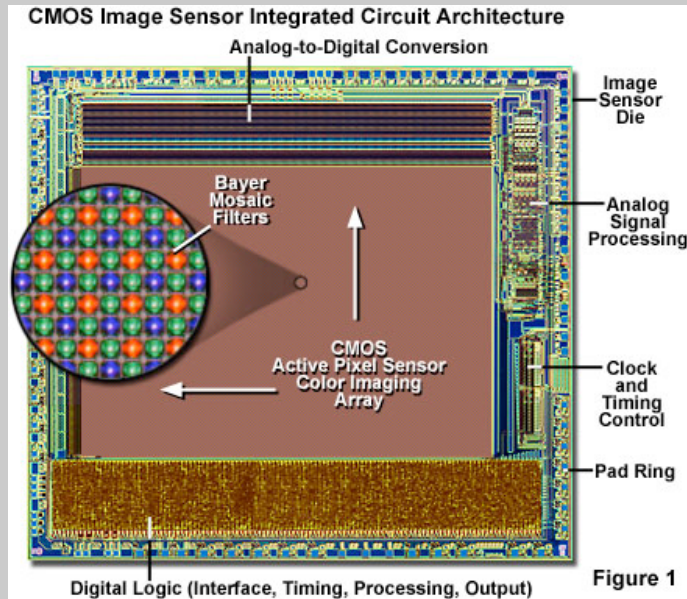 CMOS Image Sensor Integrated Circuit Architecture
Analog-to-Digital Conversion
Image
Sensor
Die
Bayer
Mosaic
Filters
Analog
Signal
Processing
CMOS
Active Pixel Sensor
Color Imaging
Array
Clock
and
Timing
Control
Pad Ring
Digital Logic (Interface, Timing, Processing, Output)
Figure 1